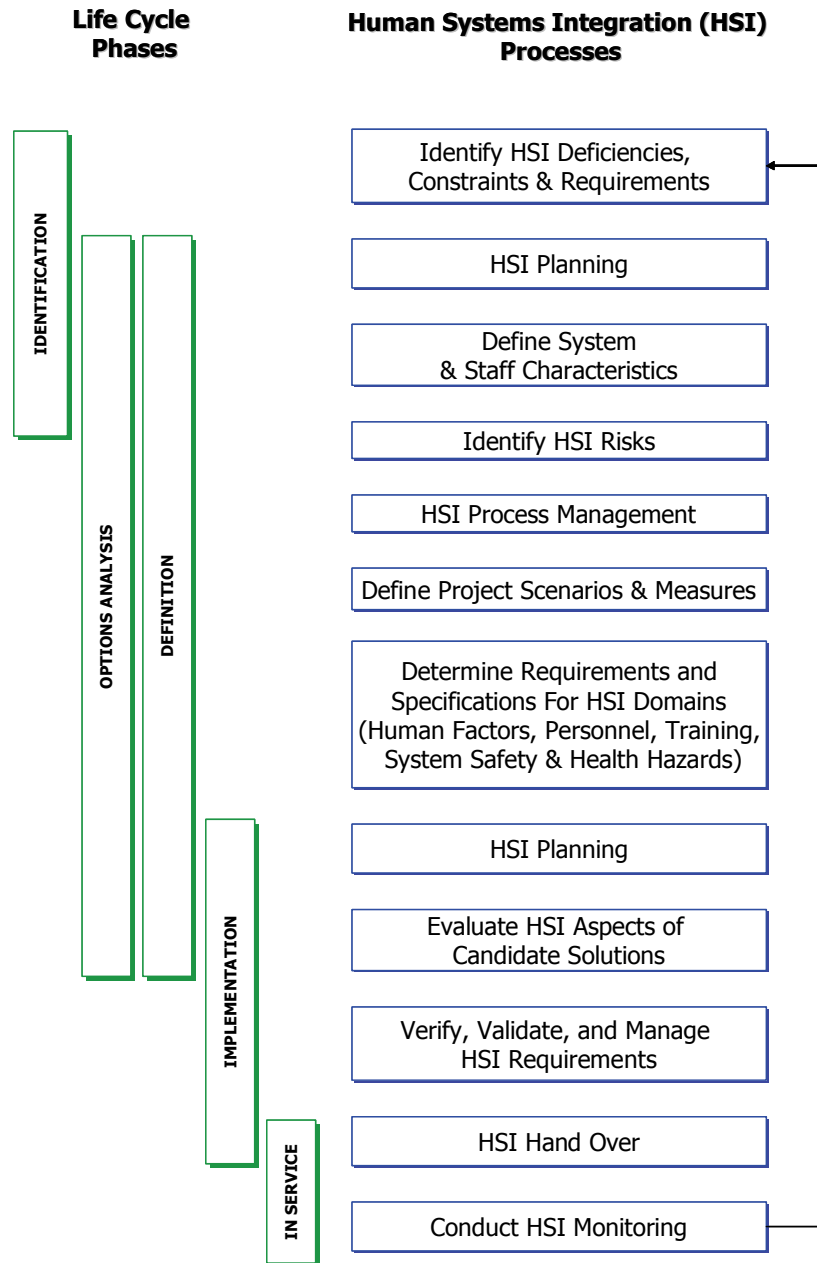 Life Cycle
Phases
Human Systems Integration (HSI)
Processes
IDENTIFICATION
OPTIONS ANALYSIS
DEFINITION
IMPLEMENTATION
IN SERVICE
Identify HSI Deficiencies,
Constraints & Requirements
HSI Planning
Define System
& Staff Characteristics
Identify HSI Risks
HSI Process Management
Define Project Scenarios & Measures
Determine Requirements and
Specifications For HSI Domains
(Human Factors, Personnel, Training,
System Safety & Health Hazards)
HSI Planning
Evaluate HSI Aspects of
Candidate Solutions
Verify, Validate, and Manage
HSI Requirements
HSI Hand Over
Conduct HSI Monitoring